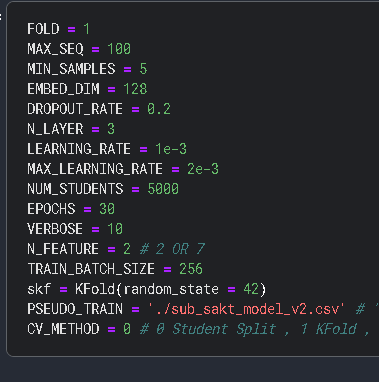 FOLD = 1
MAX_SEQ = 100
MIN_SAMPLES = 5
EMBED_DIM = 128
DROPOUT_RATE = 0.2
N_LAYER = 3
LEARNING_RATE = 1e-3
MAX_LEARNING_RATE = 2e-3
NUM_STUDENTS = 5000
EPOCHS = 30
VERBOSE = 10
N_FEATURE = 2 # 2 OR 7
TRAIN_BATCH_SIZE = 256
skf = KFold(random_state = 42)
PSEUDO_TRAIN = './sub_sakt_model_v2.csv' #
CV_METHOD = 0 # 0 Student Split , 1 KFold ,